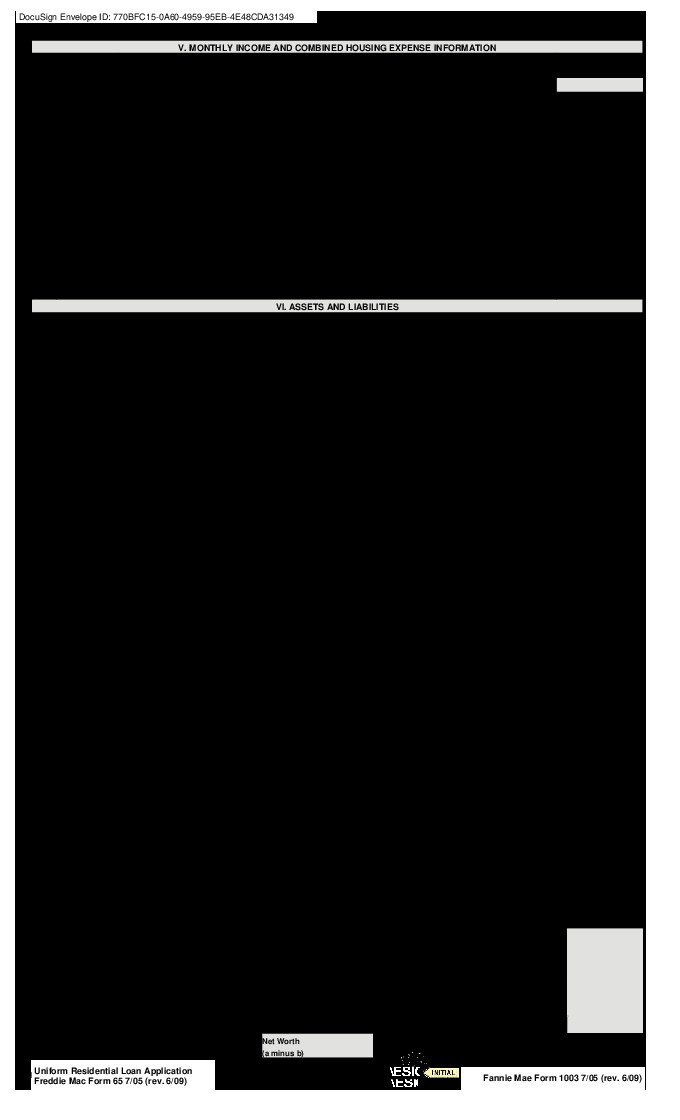 DocuSign Envelope ID: 770BFC15-0A60-4959-95EB-4E48CDA31349
V. MONTHLY INCOME AND COMBINED HOUSING EXPENSE INFORMATION
VI. ASSETS AND LIABILITIES
Net Worth
(a minus b)
INITIAL
Uniform Residential Loan Application
Freddie Mac Form 65 7/05 (rev. 6/09)
Fannie Mae Form 1003 7/05 (rev. 6/09)